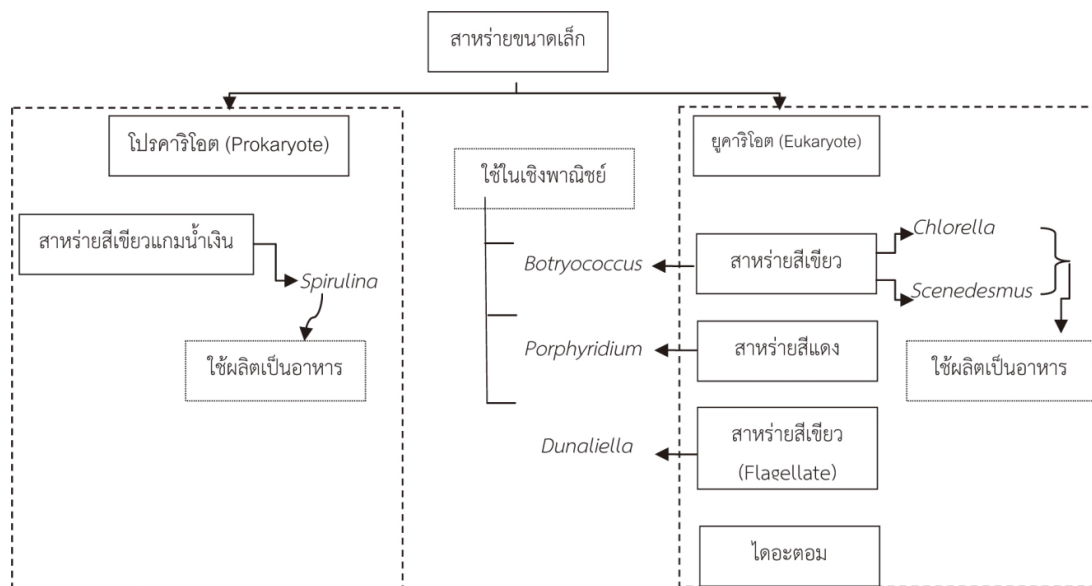 สาหร่ายขนาดเล็ก
โปรคาริโอต (Prokaryote)
สาหร่ายสีเขียวแกมน้ำเงิน
Spirulina
ใช้ผลิตเป็นอาหาร
ใช้ในเชิงพาณิชย์
Botryococcus
Porphyridium
Dunaliella
ยูคาริโอต (Eukaryote)
สาหร่ายสีเขียว
Chlorella
Scenedesmus
ใช้ผลิตเป็นอาหาร
สาหร่ายสีแดง
สาหร่ายสีเขียว
(Flagellate)
ไดอะตอม